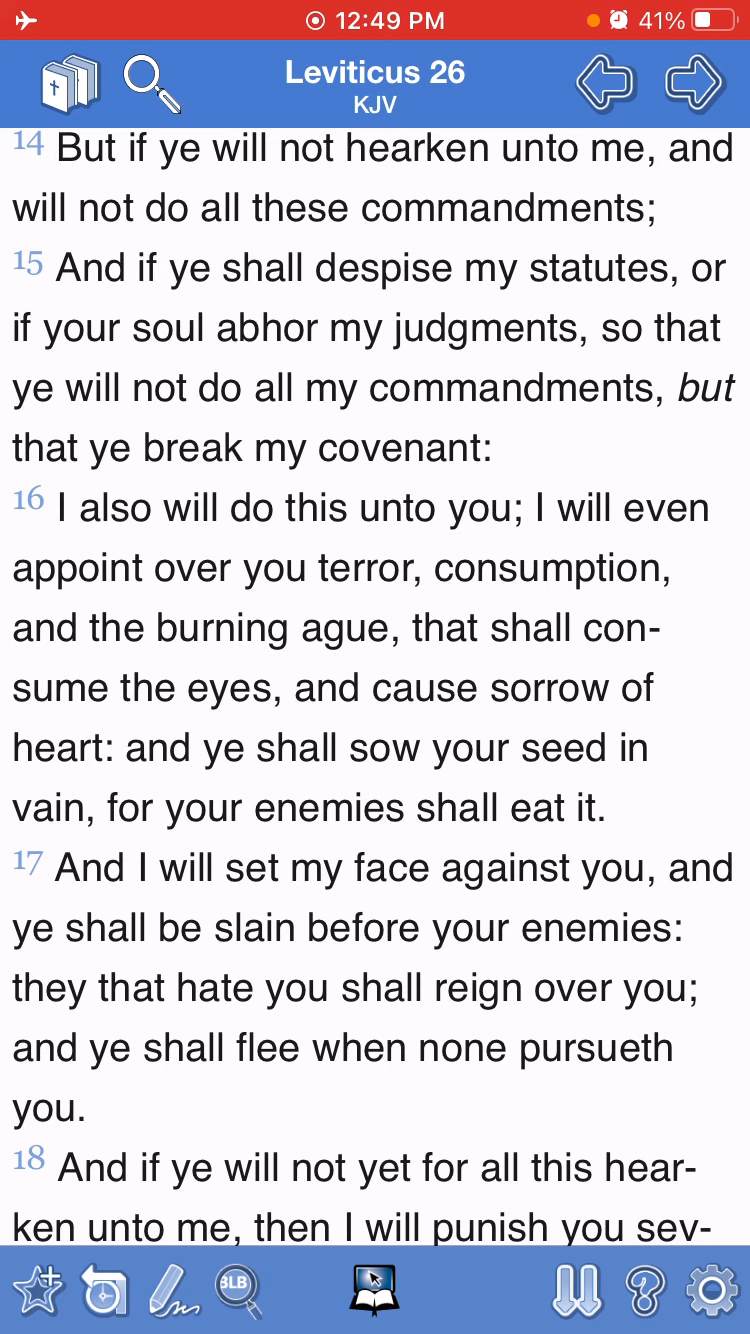 12:49 PM
41%
Leviticus 26
KJV
14 But if ye will not hearken unto me, and
will not do all these commandments;
15 And if ye shall despise my statutes, or
if your soul abhor my judgments, so that
ye will not do all my commandments, but
that ye break my covenant:
16 I also will do this unto you; I will even
appoint over you terror, consumption,
and the burning ague, that shall con-
sume the eyes, and cause sorrow of
heart: and ye shall sow your seed in
vain, for your enemies shall eat it.
17 And I will set my face against you, and
ye shall be slain before your enemies:
they that hate you shall reign over you;
and ye shall flee when none pursueth
you.
18 And if ye will not yet for all this hear-
ken unto me, then I will punish you sev-
BLB